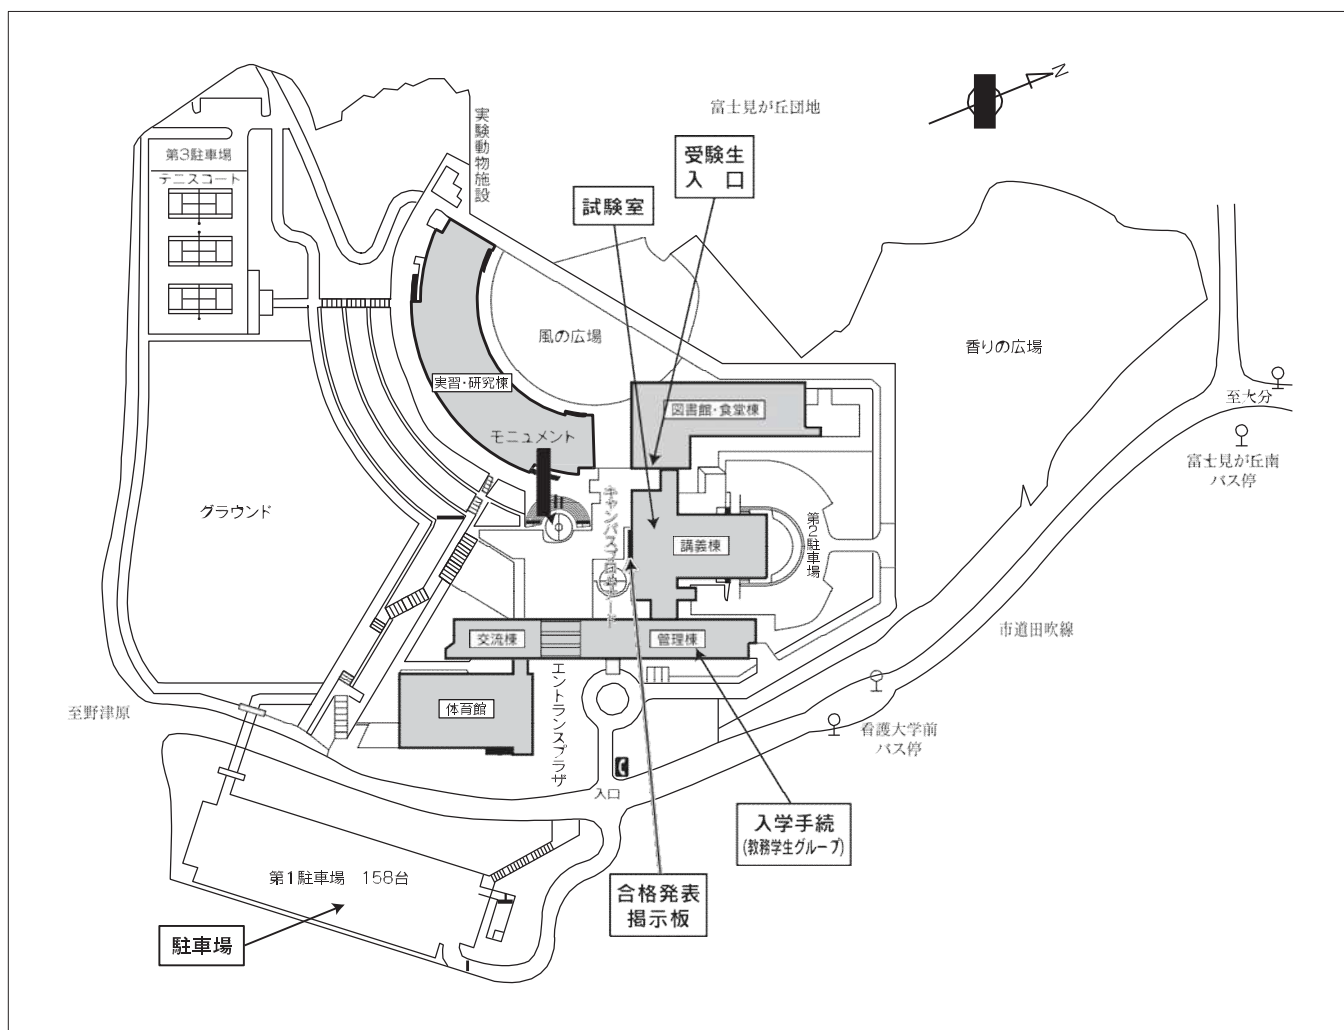 N
富士見が丘団地
実験動物施設
受験生
入口
第3駐車場
テニスコート
試験室
風の広場
香りの広場
実習・研究棟
図書館・食堂棟
至大分
モニュメント
富士見が丘南
バス停
グラウンド
キャンパスプロムナード
講義棟
第2駐車場
市道田吹線
交流棟
管理棟
エントランスプラザ
体育館
至野津原
看護大学前
バス停
入口
入学手続
(教務学生グループ)
第1駐車場 158台
合格発表
掲示板
駐車場